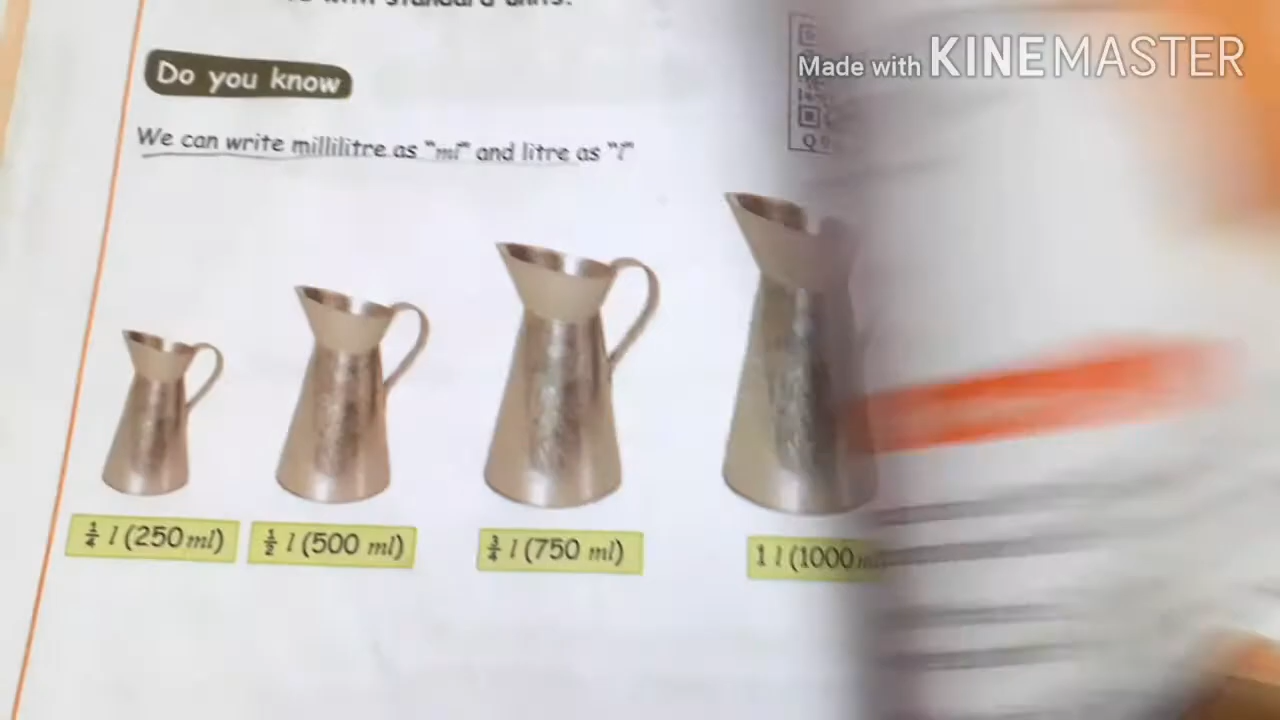 Made with KINEMASTER
Do you know
We can write millilitre as "ml" and litre as "l"
¼ l (250 ml)
½ l (500 ml)
¾ l (750 ml)
1 l (1000